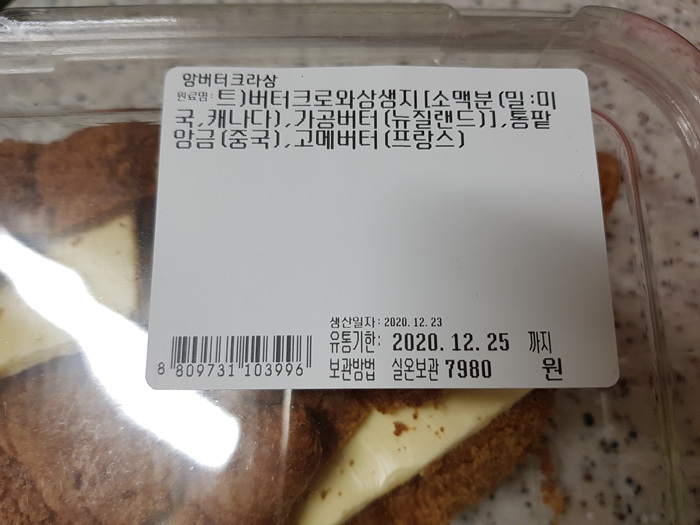 앙버터크라상
원료명: 트)버터크로와상생지[소맥분(밀:미
국,캐나다),가공버터(뉴질랜드)],통팥
앙금(중국),고메버터(프랑스)
생산일자: 2020.12.23
유통기한: 2020.12.25 까지
보관방법 실온보관 7980 원
8 809731 103996